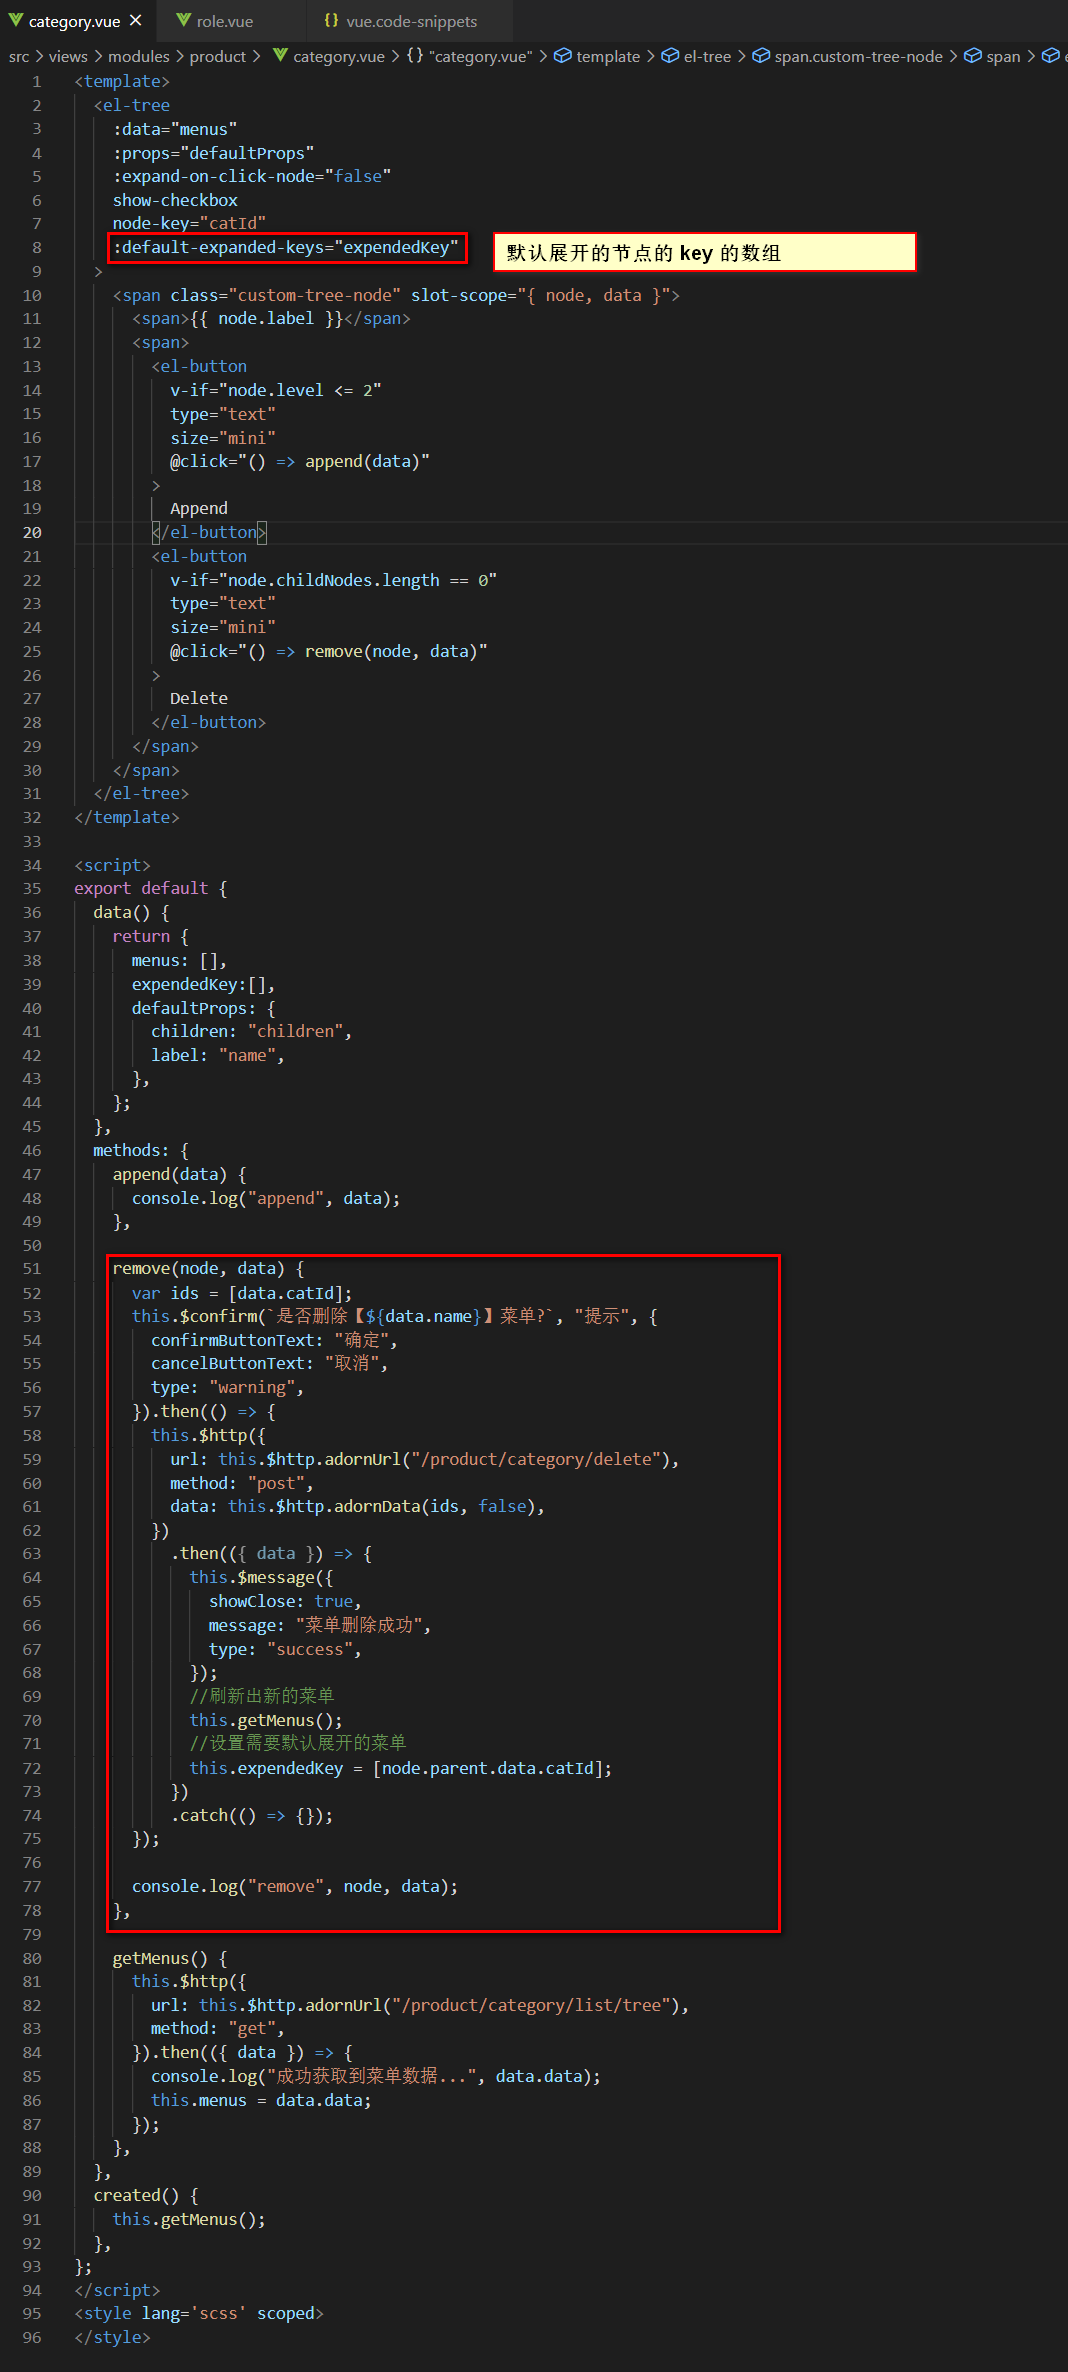 category.vue ×
role.vue
{} vue.code-snippets
src > views > modules > product > category.vue > {} "category.vue" > template > el-tree > span.custom-tree-node > span >
1 <template>
2 <el-tree
3 :data="menus"
4 :props="defaultProps"
5 :expand-on-click-node="false"
6 show-checkbox
7 node-key="catId"
8 :default-expanded-keys="expendedKey"
默认展开的节点的 key 的数组
9 >
10 <span class="custom-tree-node" slot-scope="{ node, data }">
11 <span>{{ node.label }}</span>
12 <span>
13 <el-button
14 v-if="node.level <= 2"
15 type="text"
16 size="mini"
17 @click="() => append(data)"
18 >
19 Append
20 </el-button>
21 <el-button
22 v-if="node.childNodes.length == 0"
23 type="text"
24 size="mini"
25 @click="() => remove(node, data)"
26 >
27 Delete
28 </el-button>
29 </span>
30 </span>
31 </el-tree>
32 </template>
33
34 <script>
35 export default {
36 data() {
37 return {
38 menus: [],
39 expendedKey:[],
40 defaultProps: {
41 children: "children",
42 label: "name",
43 },
44 };
45 },
46 methods: {
47 append(data) {
48 console.log("append", data);
49 },
50
51 remove(node, data) {
52 var ids = [data.catId];
53 this.$confirm(`是否删除【${data.name}】菜单?`, "提示", {
54 confirmButtonText: "确定",
55 cancelButtonText: "取消",
56 type: "warning",
57 }).then(() => {
58 this.$http({
59 url: this.$http.adornUrl("/product/category/delete"),
60 method: "post",
61 data: this.$http.adornData(ids, false),
62 })
63 .then(({ data }) => {
64 this.$message({
65 showClose: true,
66 message: "菜单删除成功",
67 type: "success",
68 });
69 //刷新出新的菜单
70 this.getMenus();
71 //设置需要默认展开的菜单
72 this.expendedKey = [node.parent.data.catId];
73 })
74 .catch(() => {});
75 });
76
77 console.log("remove", node, data);
78 },
79
80 getMenus() {
81 this.$http({
82 url: this.$http.adornUrl("/product/category/list/tree"),
83 method: "get",
84 }).then(({ data }) => {
85 console.log("成功获取到菜单数据...", data.data);
86 this.menus = data.data;
87 });
88 },
89 },
90 created() {
91 this.getMenus();
92 },
93 };
94 </script>
95 <style lang='scss' scoped>
96 </style>